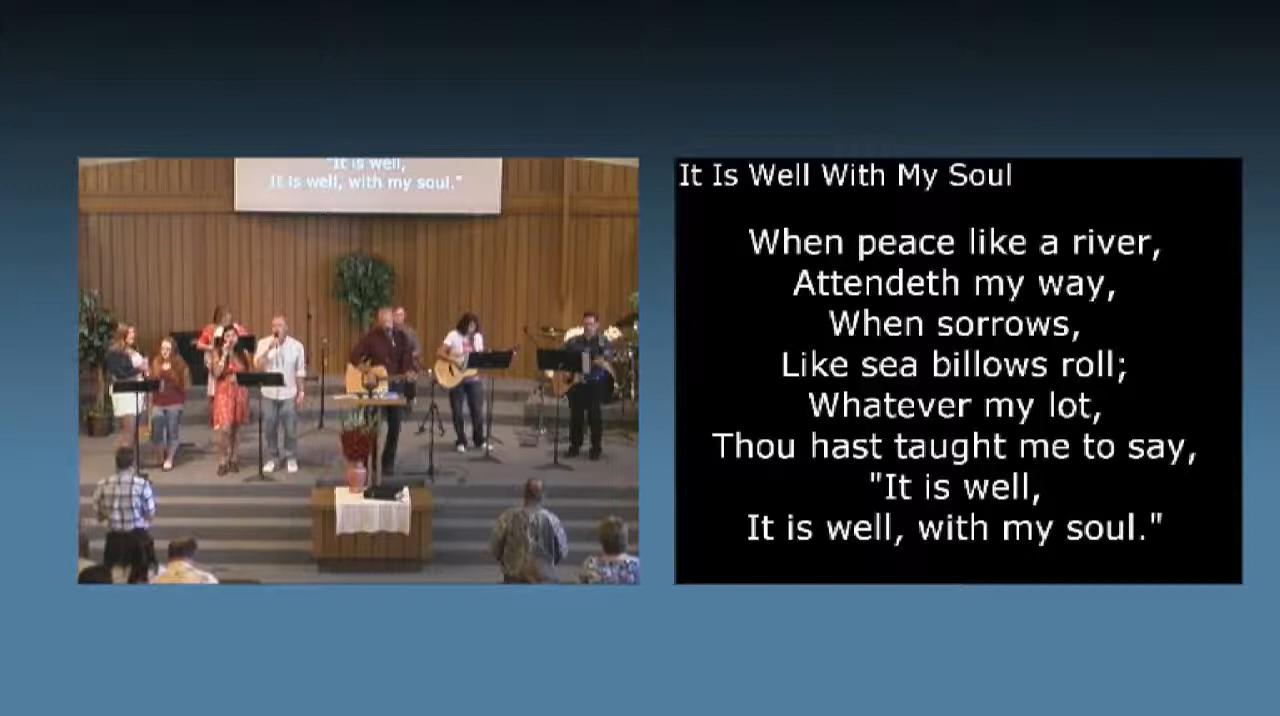 "It is well,
It is well, with my soul."
It Is Well With My Soul
When peace like a river,
Attendeth my way,
When sorrows,
Like sea billows roll;
Whatever my lot,
Thou hast taught me to say,
"It is well,
It is well, with my soul."